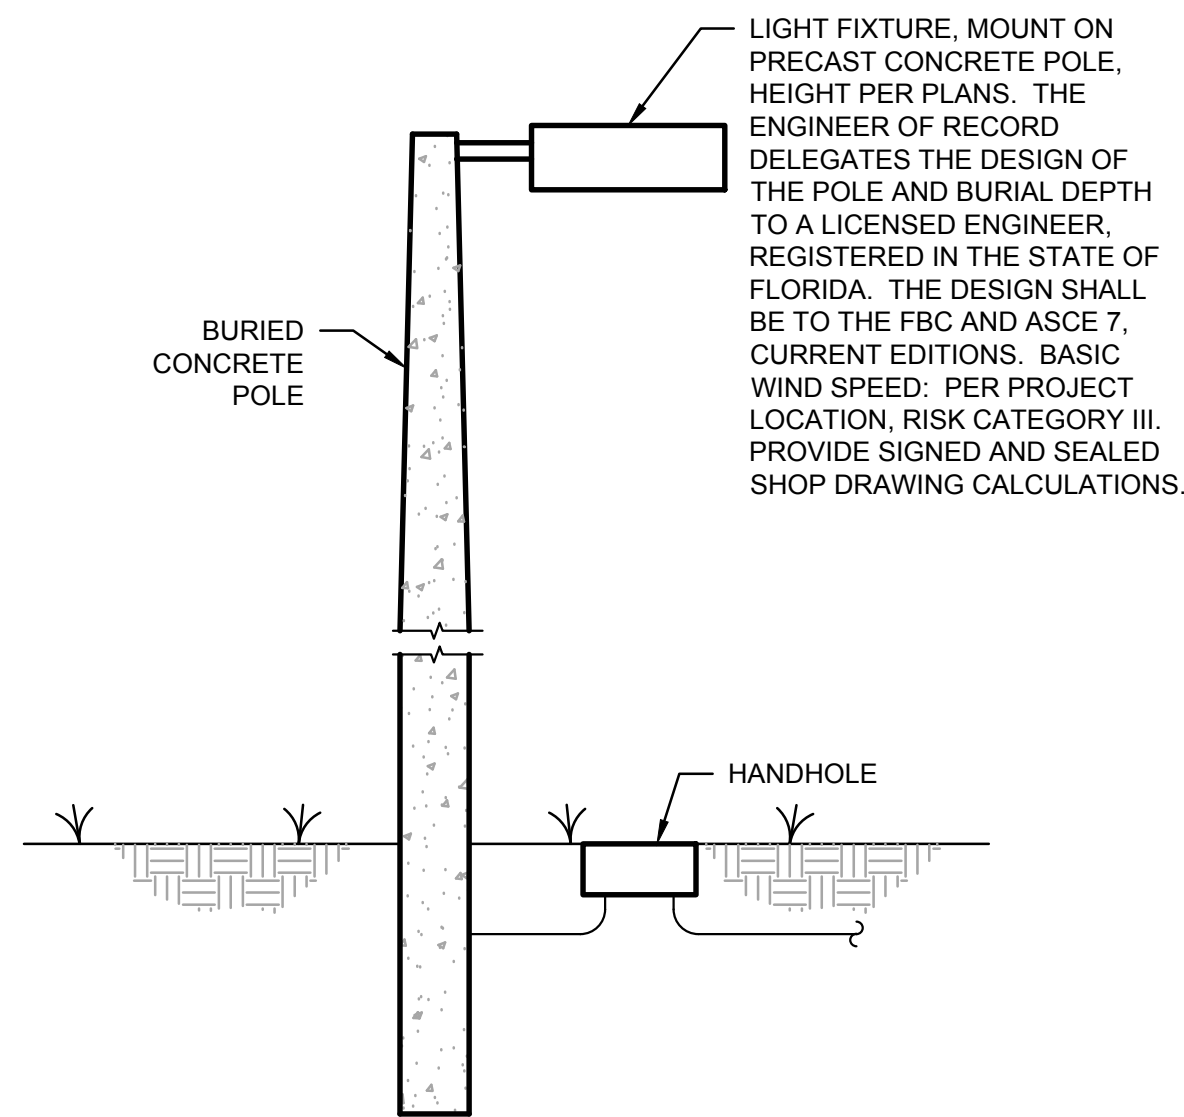 LIGHT FIXTURE, MOUNT ON
PRECAST CONCRETE POLE,
HEIGHT PER PLANS. THE
ENGINEER OF RECORD
DELEGATES THE DESIGN OF
THE POLE AND BURIAL DEPTH
TO A LICENSED ENGINEER,
REGISTERED IN THE STATE OF
FLORIDA. THE DESIGN SHALL
BE TO THE FBC AND ASCE 7,
CURRENT EDITIONS. BASIC
WIND SPEED: PER PROJECT
LOCATION, RISK CATEGORY III.
PROVIDE SIGNED AND SEALED
SHOP DRAWING CALCULATIONS.
BURIED
CONCRETE
POLE
HANDHOLE